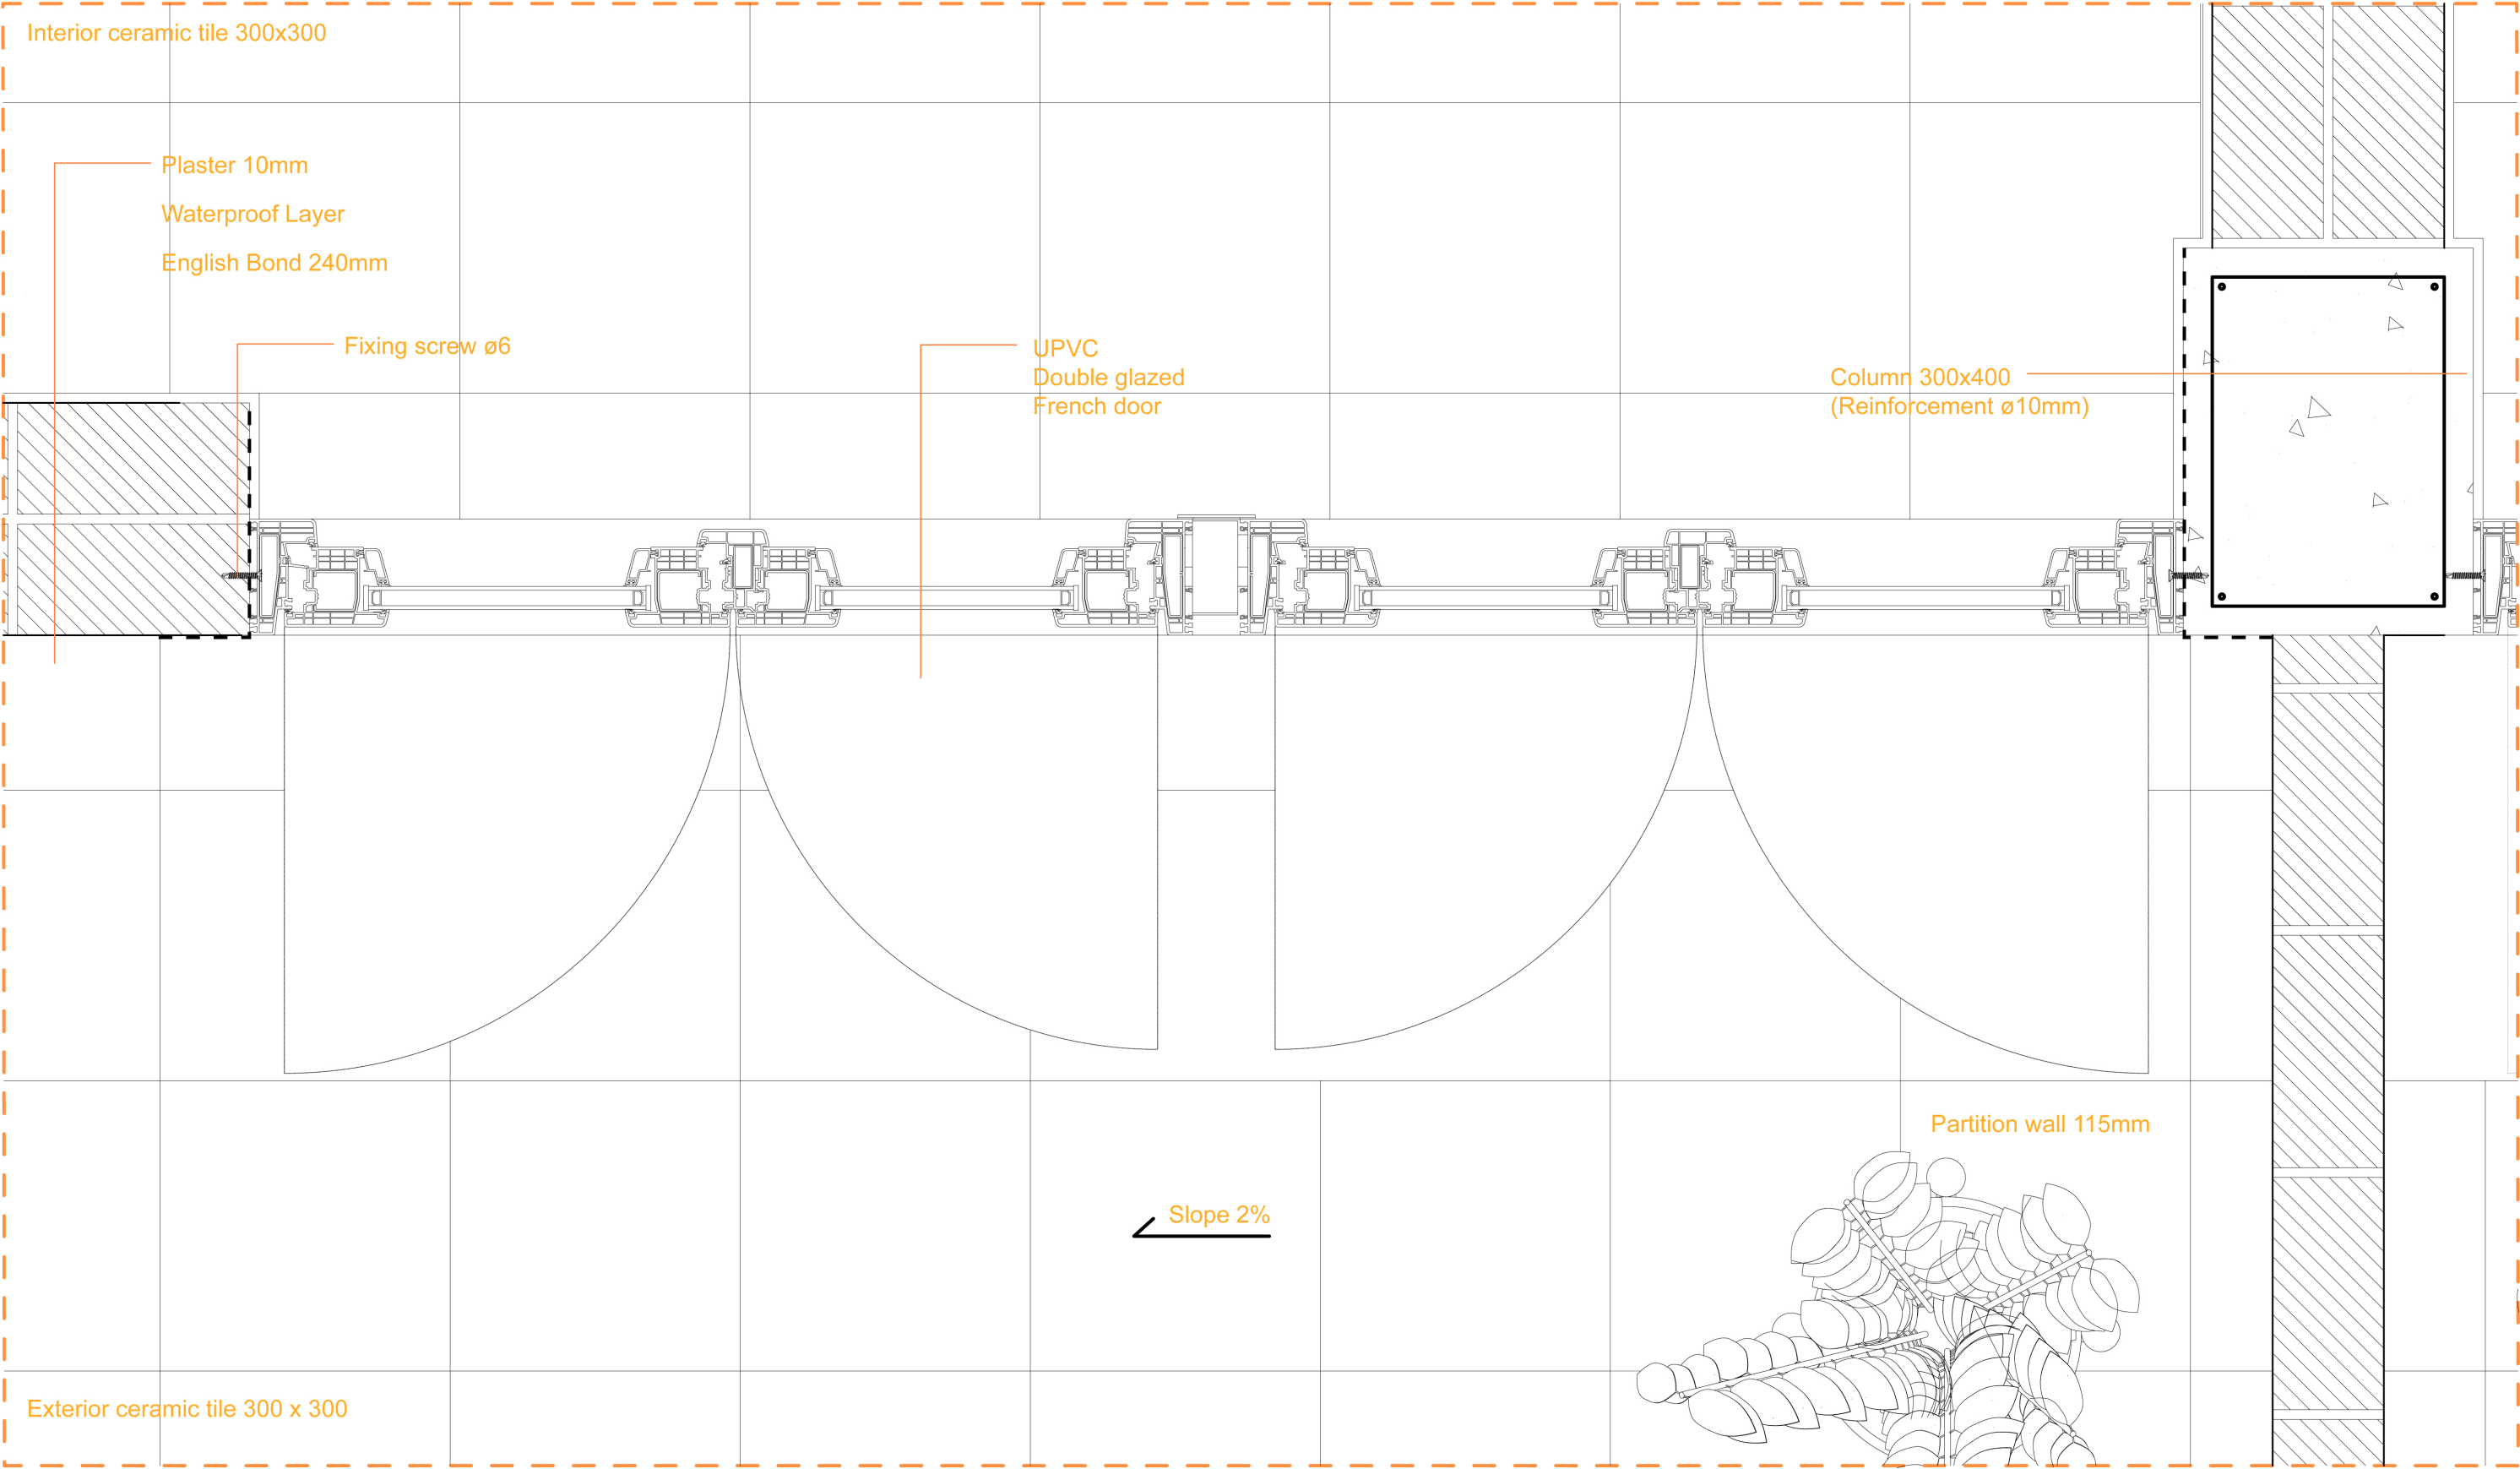 Interior ceramic tile 300x300
Plaster 10mm
Waterproof Layer
English Bond 240mm
Fixing screw ø6
UPVC
Double glazed
French door
Column 300x400
(Reinforcement ø10mm)
Partition wall 115mm
Slope 2%
Exterior ceramic tile 300 x 300